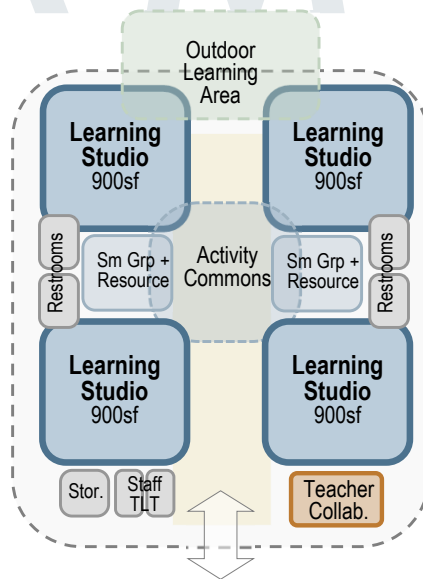 Outdoor
Learning
Area
Learning
Studio
900sf
Learning
Studio
900sf
Restrooms
Sm Grp +
Resource
Activity
Commons
Sm Grp +
Resource
Restrooms
Learning
Studio
900sf
Learning
Studio
900sf
Stor.
Staff
TLT
Teacher
Collab.